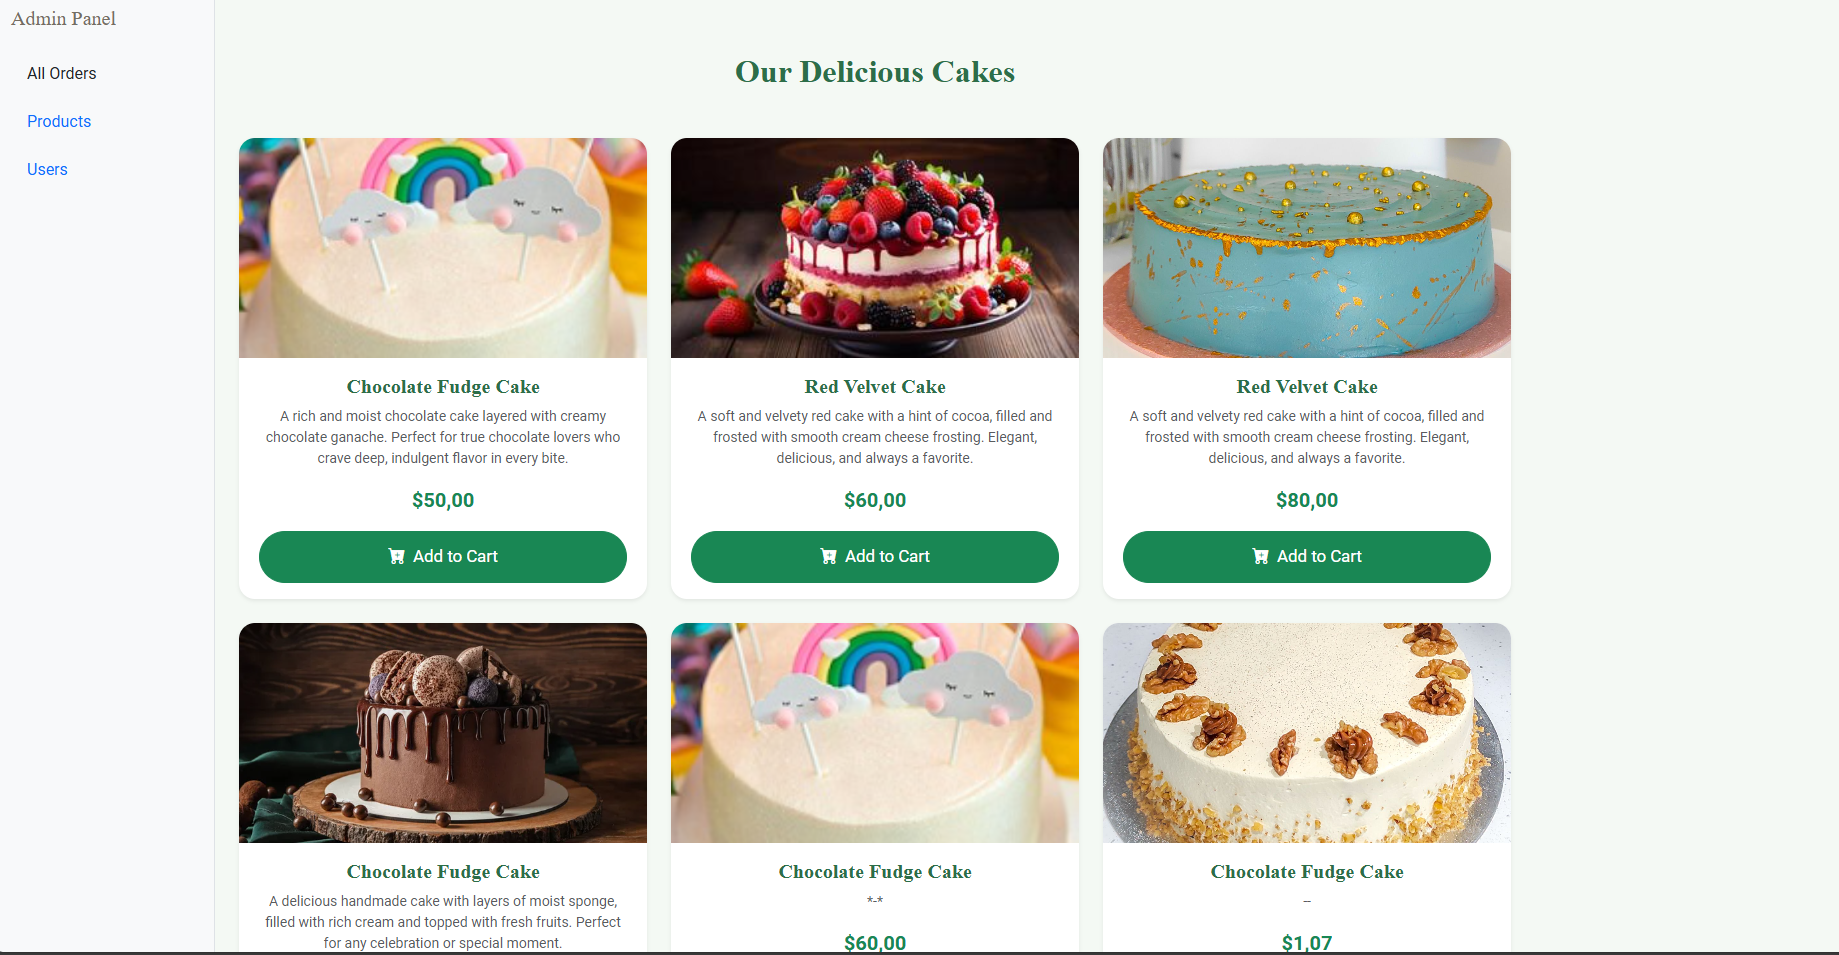 Admin Panel
All Orders
Products
Users
Our Delicious Cakes
Chocolate Fudge Cake
A rich and moist chocolate cake layered with creamy
chocolate ganache. Perfect for true chocolate lovers who
crave deep, indulgent flavor in every bite.
$50,00
Add to Cart
Red Velvet Cake
A soft and velvety red cake with a hint of cocoa, filled and
frosted with smooth cream cheese frosting. Elegant,
delicious, and always a favorite.
$60,00
Add to Cart
Red Velvet Cake
A soft and velvety red cake with a hint of cocoa, filled and
frosted with smooth cream cheese frosting. Elegant,
delicious, and always a favorite.
$80,00
Add to Cart
Chocolate Fudge Cake
A delicious handmade cake with layers of moist sponge,
filled with rich cream and topped with fresh fruits. Perfect
for any celebration or special moment.
Chocolate Fudge Cake
*-*
$60,00
Chocolate Fudge Cake
--
$1,07